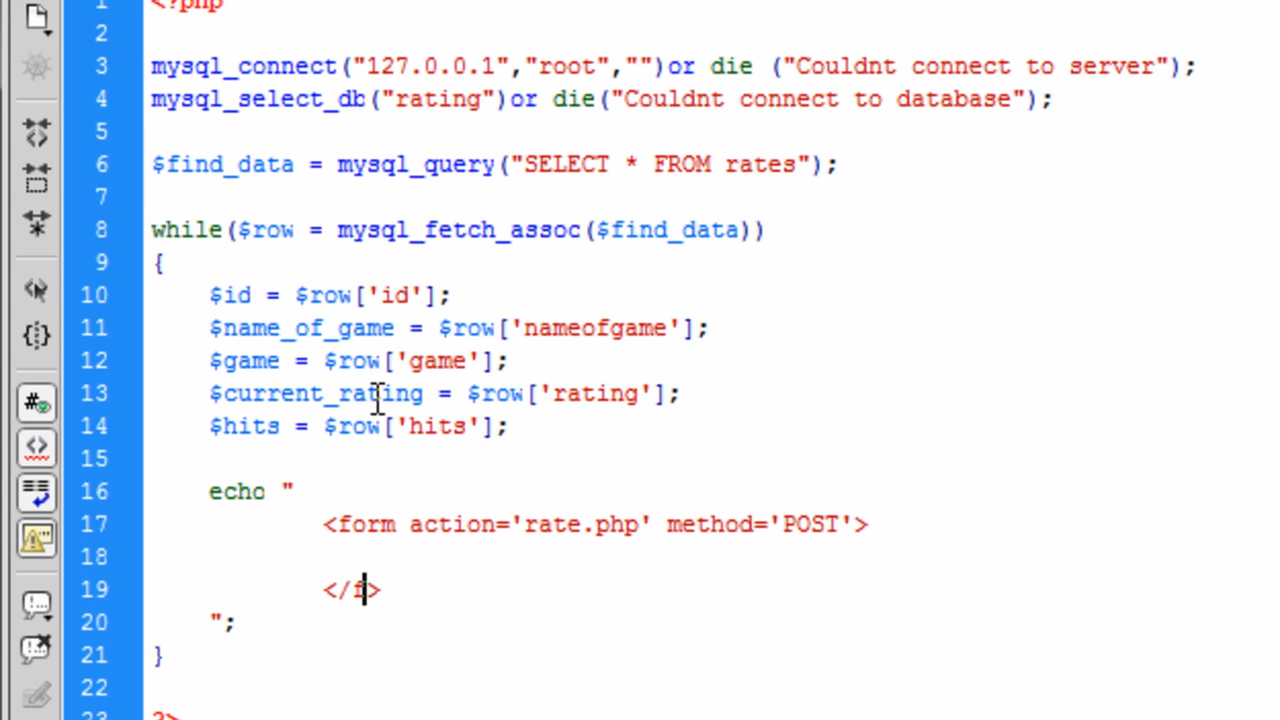 1 <?php
2
3 mysql_connect("127.0.0.1","root","")or die ("Couldnt connect to server");
4 mysql_select_db("rating")or die("Couldnt connect to database");
5
6 $find_data = mysql_query("SELECT * FROM rates");
7
8 while($row = mysql_fetch_assoc($find_data))
9 {
10 $id = $row['id'];
11 $name_of_game = $row['nameofgame'];
12 $game = $row['game'];
13 $current_rating = $row['rating'];
14 $hits = $row['hits'];
15
16 echo "
17 <form action='rate.php' method='POST'>
18
19 </f>
20 ";
21 }
22
23 ?>